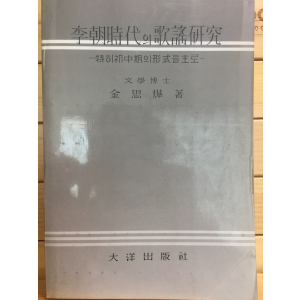 李朝時代의歌謠硏究
-特히初中期의形式을主로-
文學博士
金思燁 著
大洋出版社